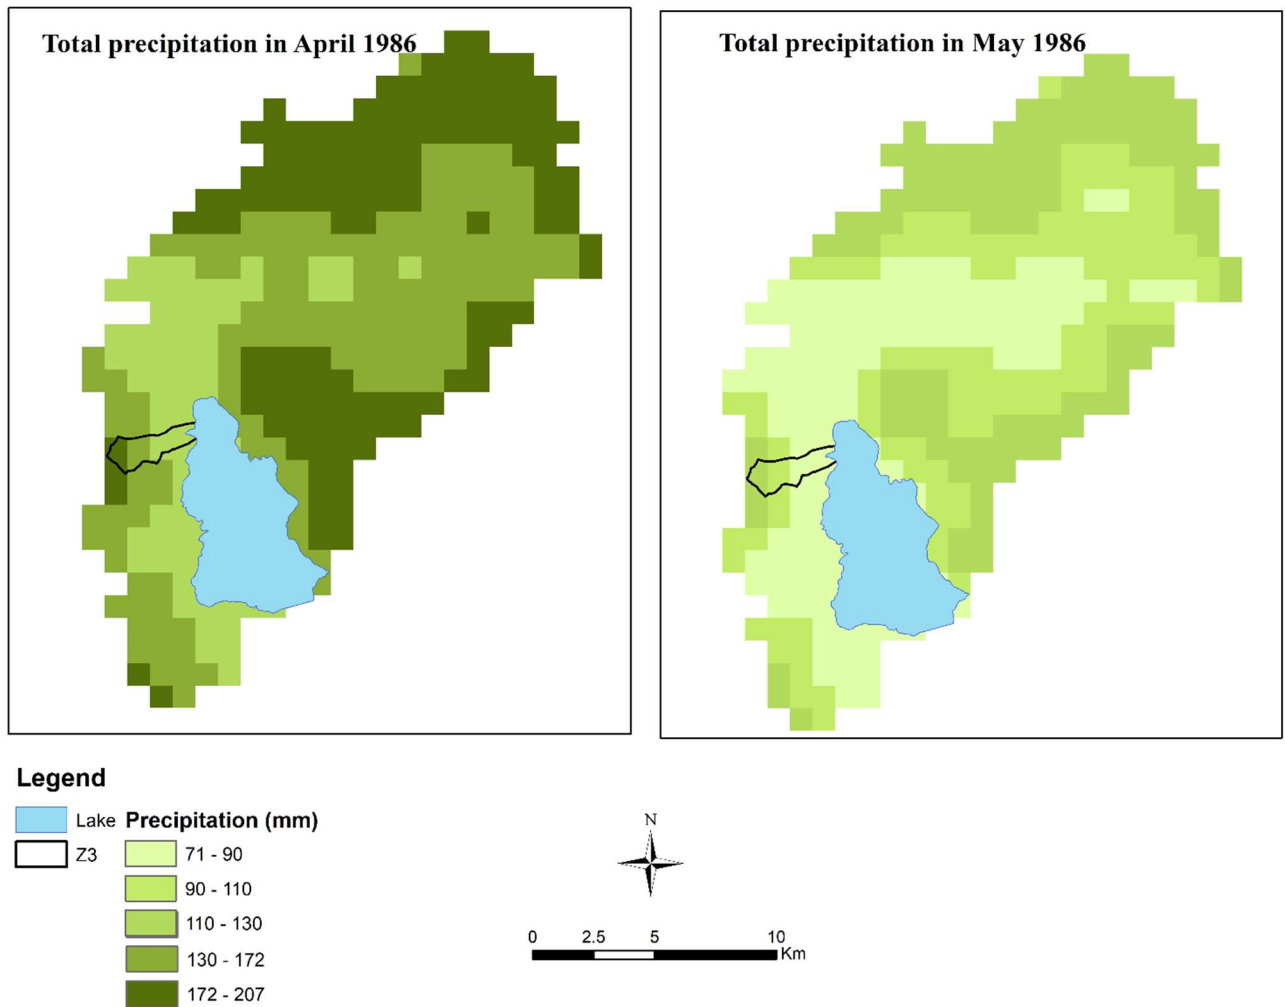 Total precipitation in April 1986
Total precipitation in May 1986
Legend
Lake
Z3
Precipitation (mm)
71 - 90
90 - 110
110 - 130
130 - 172
172 - 207
N
0 2.5 5 10
Km